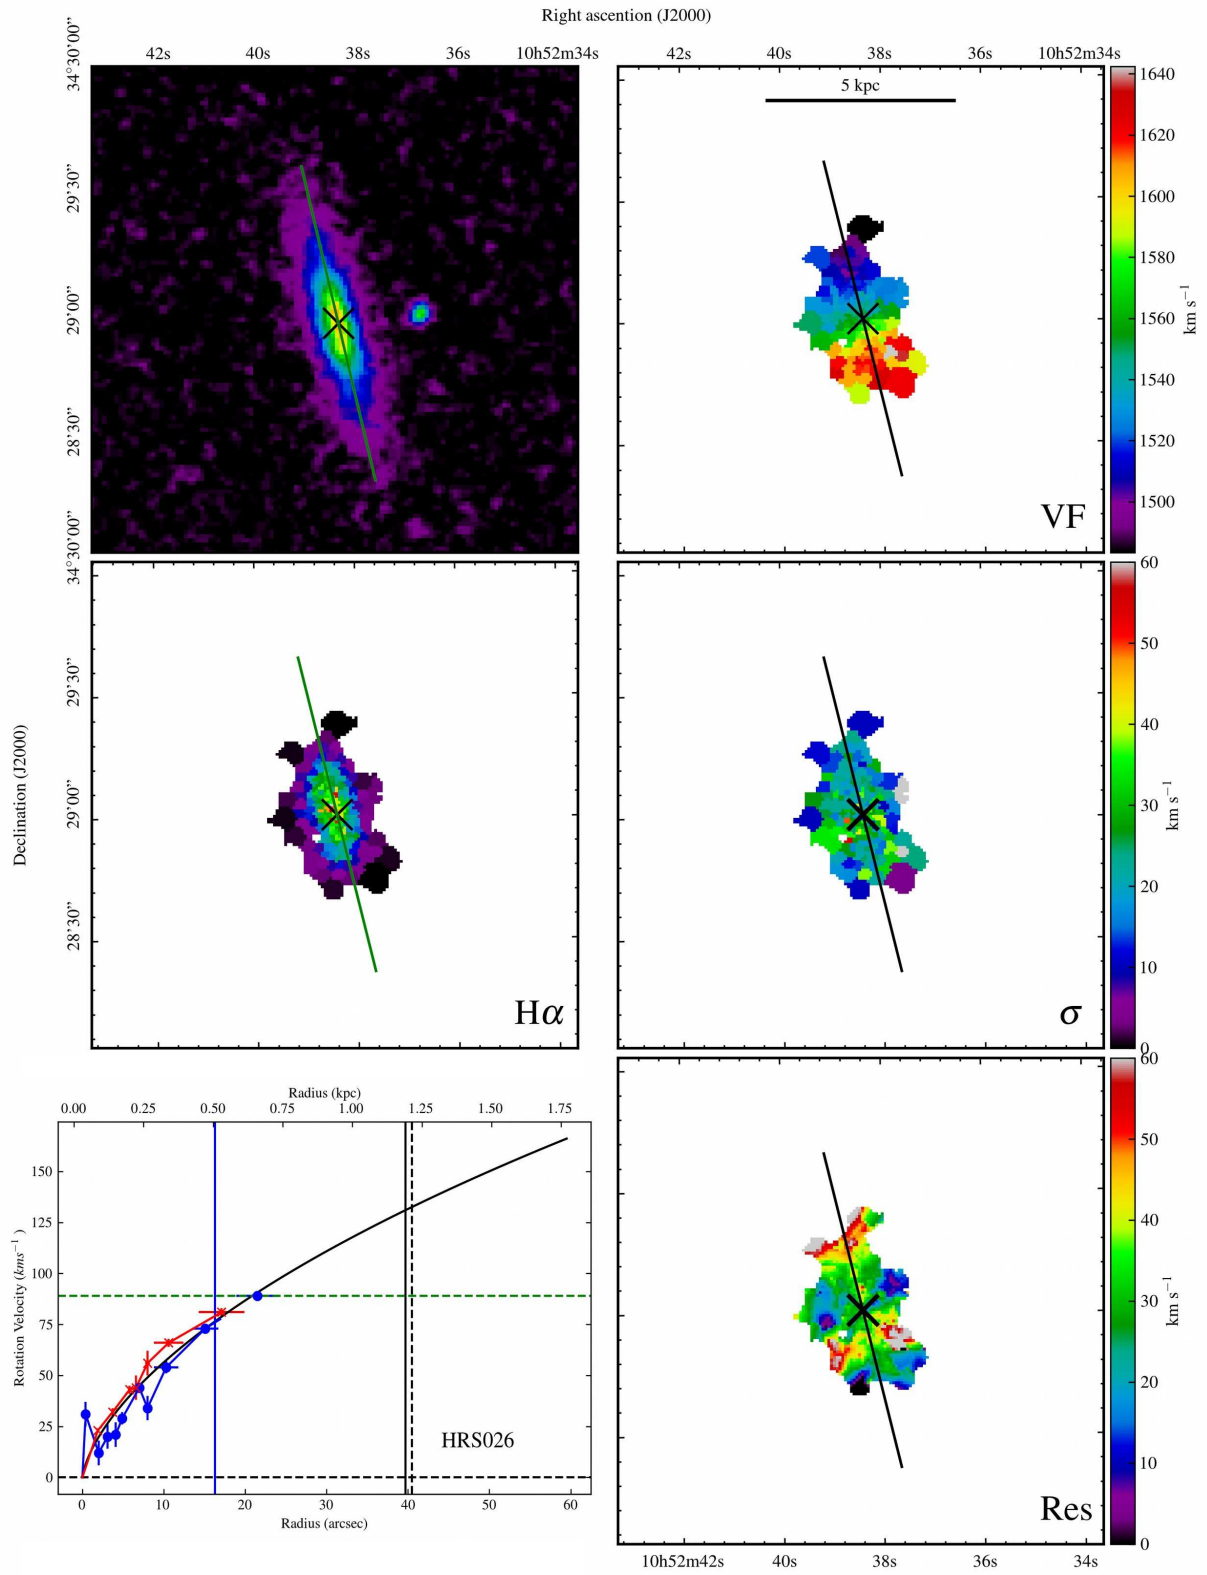 Right ascention (J2000)
42s 40s 38s 36s 10h52m34s
42s 40s 38s 36s 10h52m34s
34°30'00"
29'30"
29'00"
28'30"
5 kpc
VF
1640
1620
1600
1580
1560
1540
1520
1500
km s⁻¹
Declination (J2000)
34°30'00"
29'30"
29'00"
28'30"
Hα
σ
60
50
40
30
20
10
0
km s⁻¹
Radius (kpc)
0.00 0.25 0.50 0.75 1.00 1.25 1.50 1.75
Rotation Velocity (kms⁻¹ )
150
125
100
75
50
25
0
HRS026
0 10 20 30 40 50 60
Radius (arcsec)
Res
60
50
40
30
20
10
0
km s⁻¹
10h52m42s 40s 38s 36s 34s